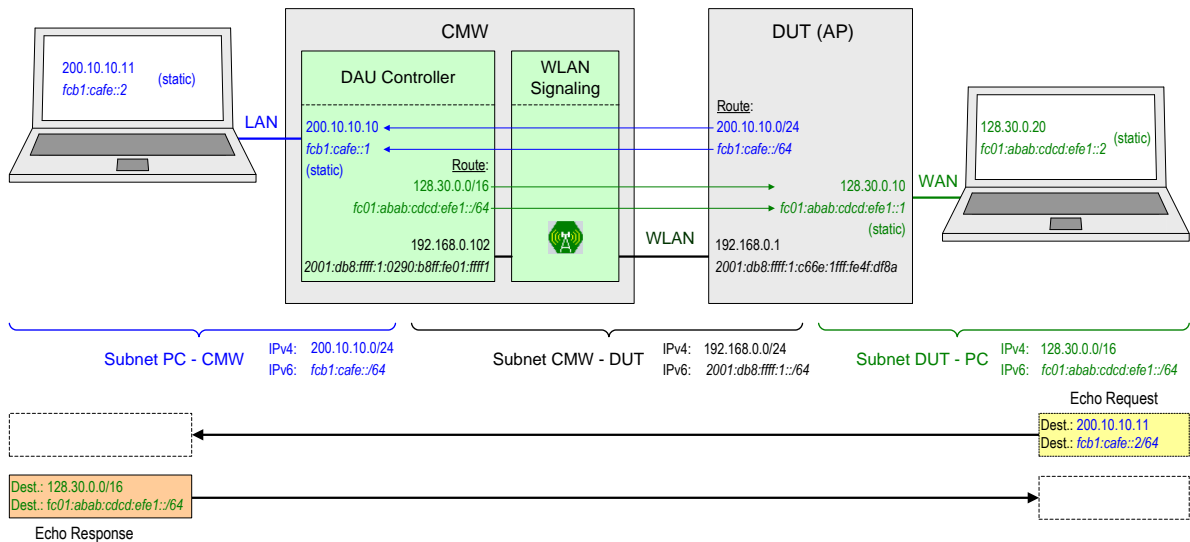 CMW
DUT (AP)
200.10.10.11
fcb1:cafe::2
(static)
DAU Controller
WLAN
Signaling
LAN
200.10.10.10
fcb1:cafe::1
(static)
Route:
128.30.0.0/16
fc01:abab:cdcd:efe1::/64
192.168.0.102
2001:db8:ffff:1:0290:b8ff:fe01:ffff1
WLAN
Route:
200.10.10.0/24
fcb1:cafe::/64
128.30.0.10
fc01:abab:cdcd:efe1::1
(static)
192.168.0.1
2001:db8:ffff:1:c66e:1fff:fe4f:df8a
WAN
128.30.0.20
fc01:abab:cdcd:efe1::2
(static)
Subnet PC - CMW
IPv4: 200.10.10.0/24
IPv6: fcb1:cafe::/64
Subnet CMW - DUT
IPv4: 192.168.0.0/24
IPv6: 2001:db8:ffff:1::/64
Subnet DUT - PC
IPv4: 128.30.0.0/16
IPv6: fc01:abab:cdcd:efe1::/64
Echo Request
Dest.: 200.10.10.11
Dest.: fcb1:cafe::2/64
Dest.: 128.30.0.0/16
Dest.: fc01:abab:cdcd:efe1::/64
Echo Response